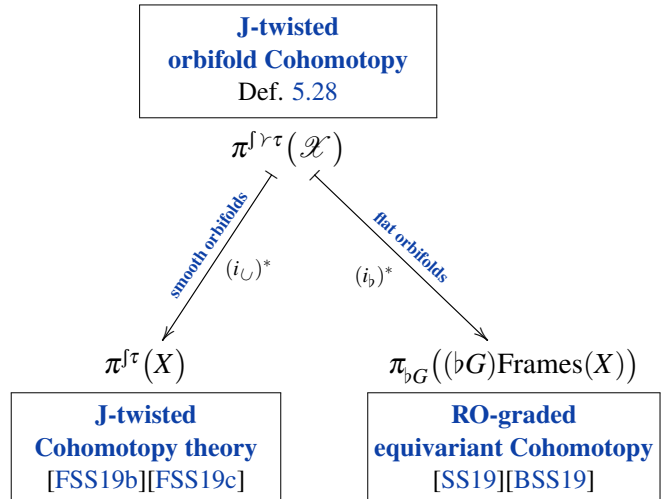 J-twisted
orbifold Cohomotopy
Def. 5.28
π^{ʃ⋎τ}(𝒳)
smooth orbifolds
(i_∪)^*
(i_♭)^*
flat orbifolds
π^{ʃτ}(X)
π_{♭G}((♭G)Frames(X))
J-twisted
Cohomotopy theory
[FSS19b][FSS19c]
RO-graded
equivariant Cohomotopy
[SS19][BSS19]